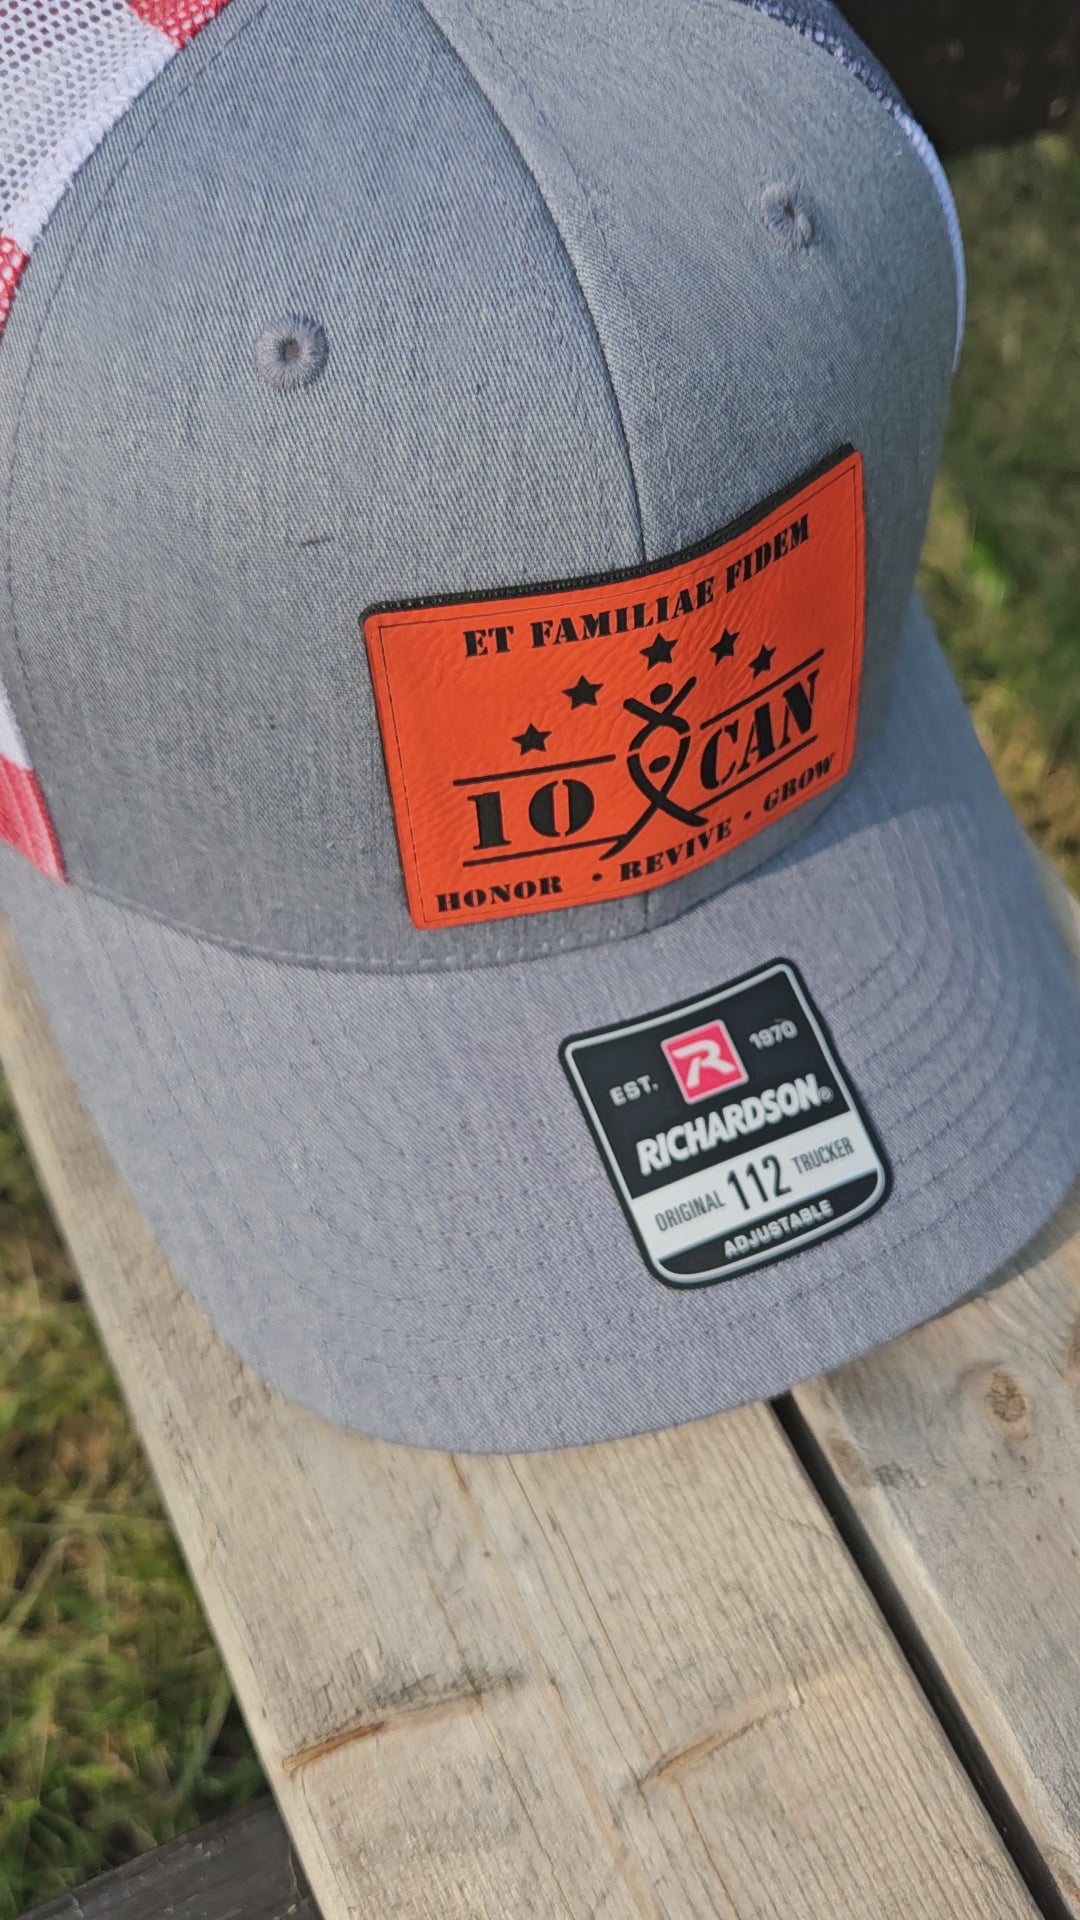 ET FAMILIAE FIDEM
10 CAN
HONOR • REVIVE • GROW
EST. R 1970
RICHARDSON®
ORIGINAL 112 TRUCKER
ADJUSTABLE